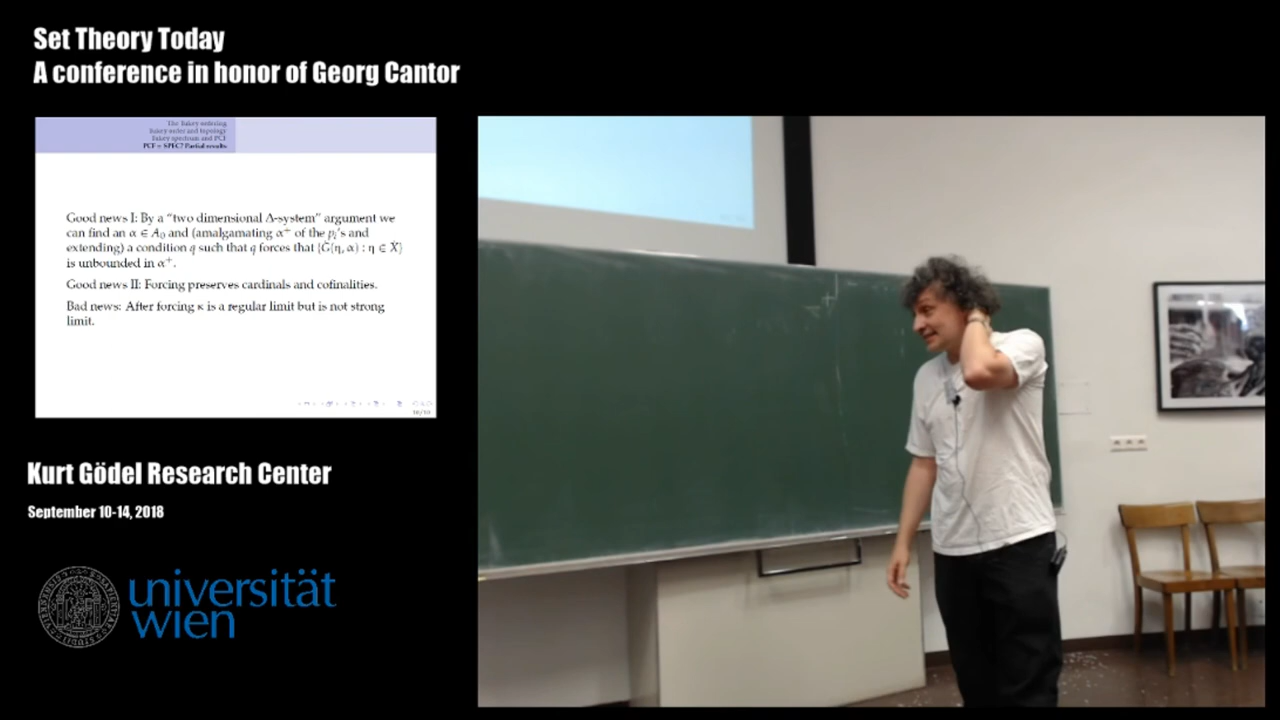 Set Theory Today
A conference in honor of Georg Cantor
The Tukey ordering
Tukey order and topology
Tukey spectrum and PCF
PCF = SPEC? Partial results
Good news I: By a “two dimensional Δ-system” argument we
can find an α ∈ A₀ and (amalgamating α⁺ of the pᵢ's and
extending) a condition q such that q forces that {Ġ(η, α) : η ∈ Ẋ}
is unbounded in α⁺.
Good news II: Forcing preserves cardinals and cofinalities.
Bad news: After forcing κ is a regular limit but is not strong
limit.
Kurt Gödel Research Center
September 10-14, 2018
universität
wien